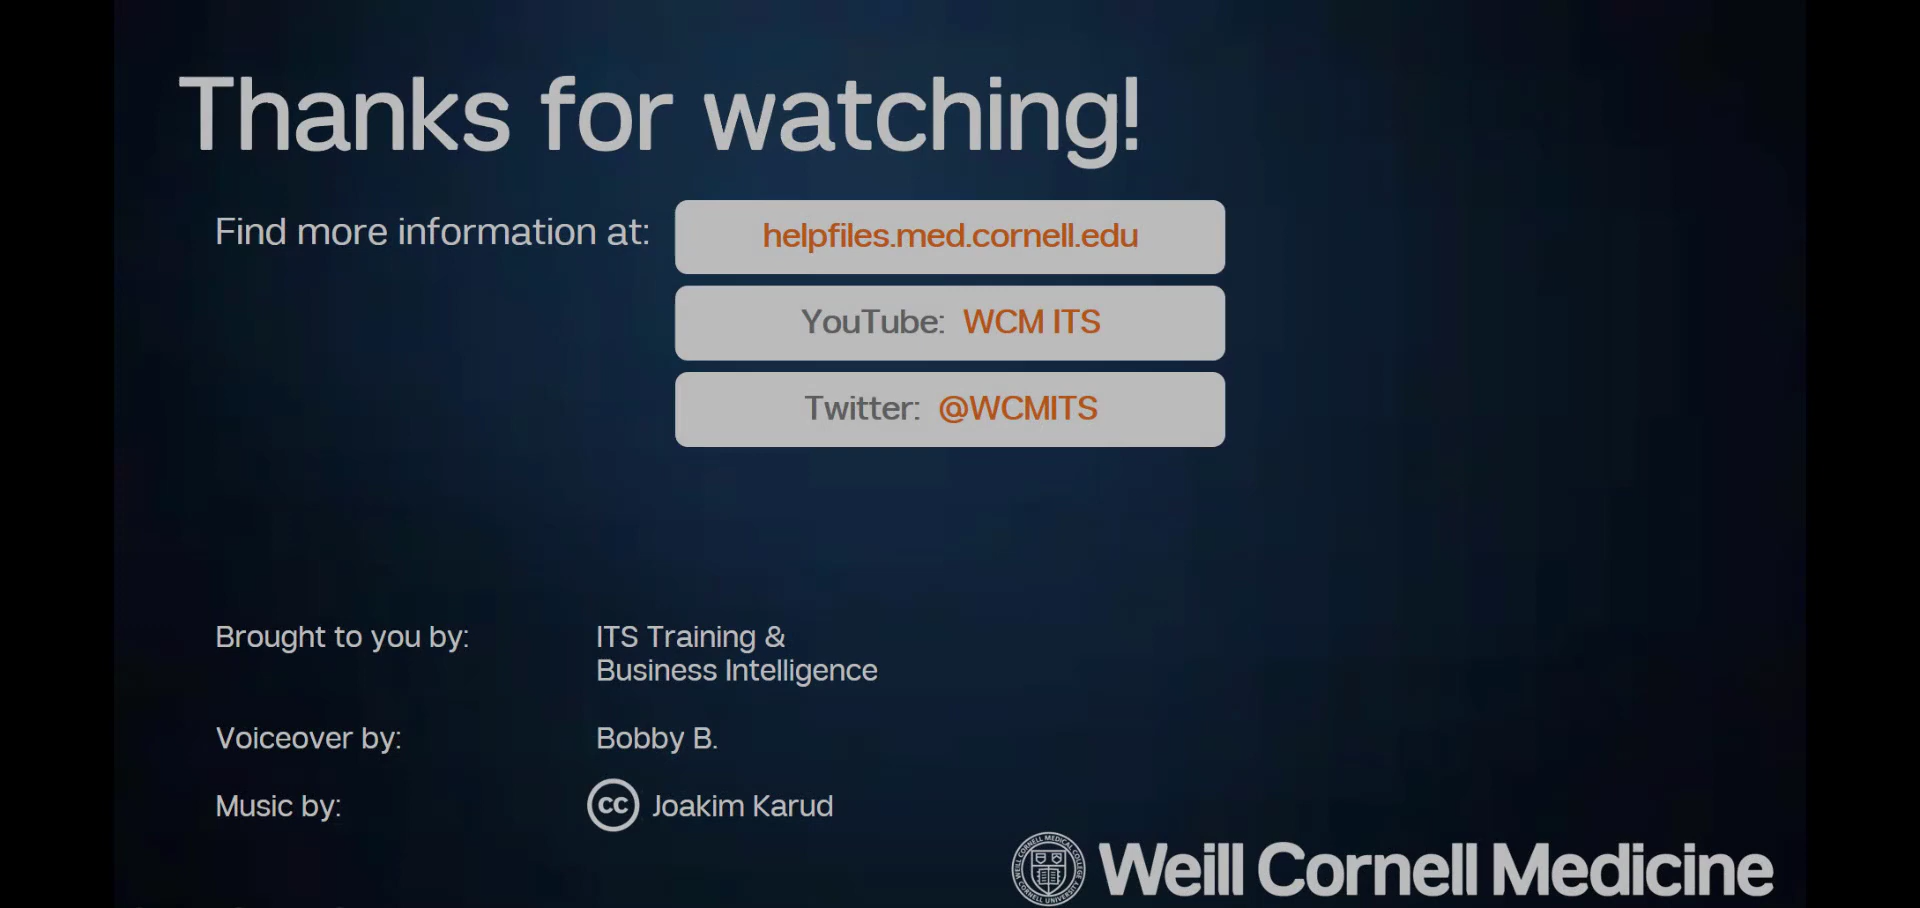 Thanks for watching!
Find more information at: helpfiles.med.cornell.edu
YouTube: WCM ITS
Twitter: @WCMITS
Brought to you by: ITS Training &
Business Intelligence
Voiceover by: Bobby B.
Music by: cc Joakim Karud
Weill Cornell Medicine